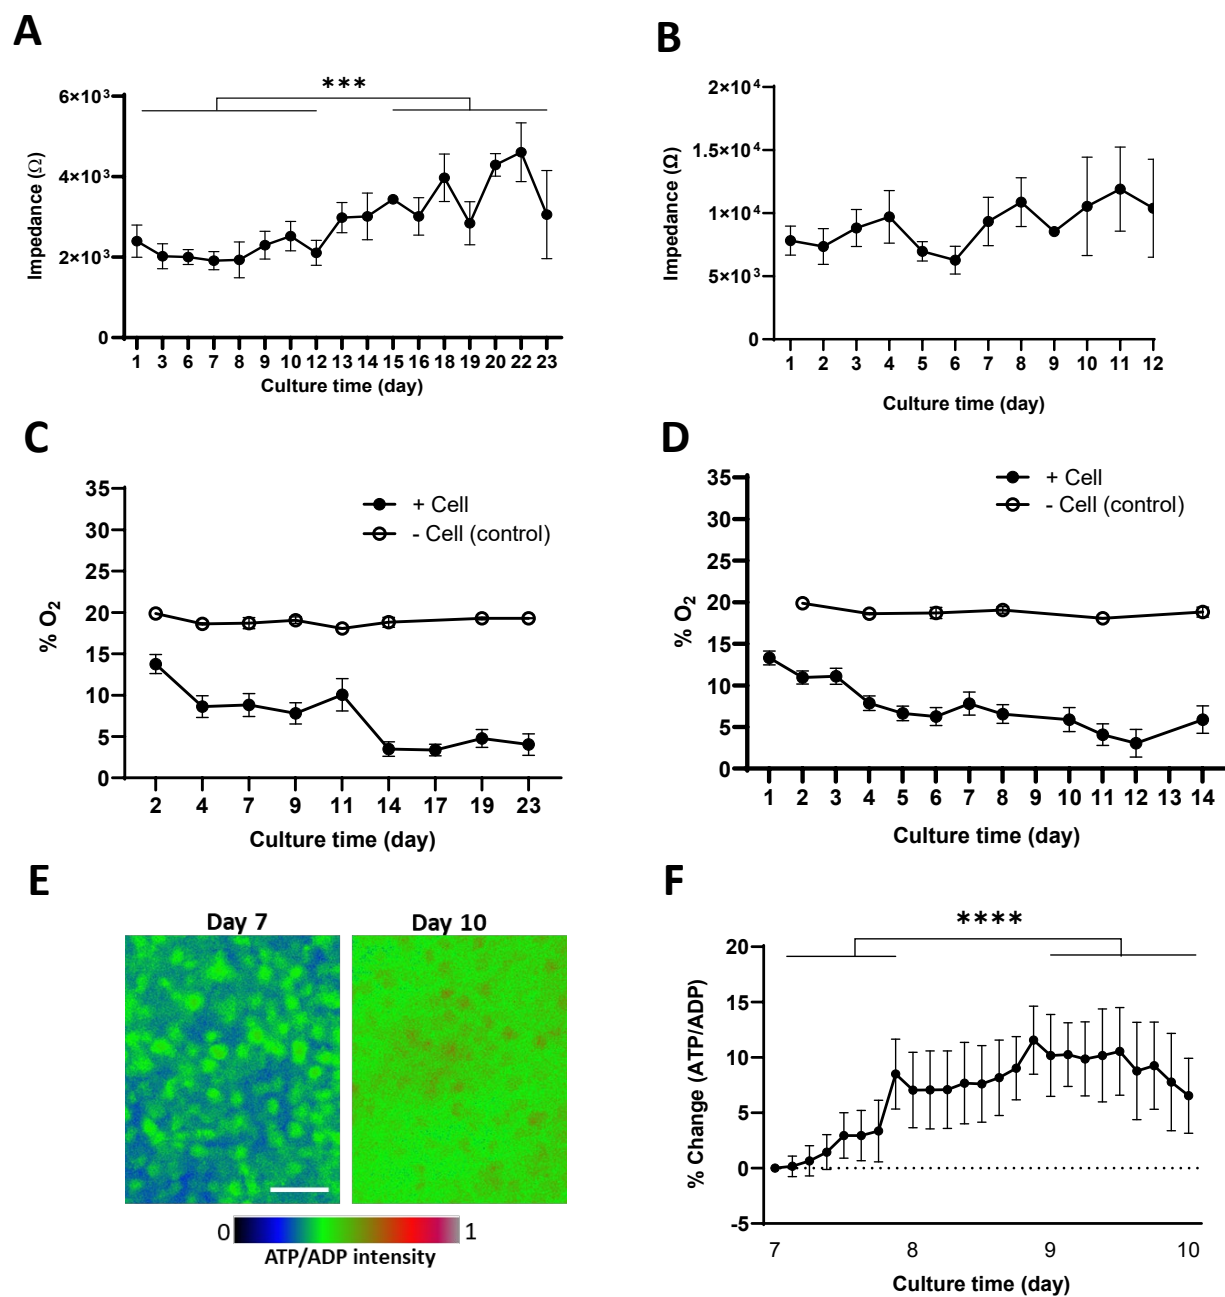 A
***
6×10³
4×10³
2×10³
0
Impedance (Ω)
1 3 6 7 8 9 10 12 13 14 15 16 18 19 20 22 23
Culture time (day)
B
2×10⁴
1.5×10⁴
1×10⁴
5×10³
0
Impedance (Ω)
1 2 3 4 5 6 7 8 9 10 11 12
Culture time (day)
C
35
30
25
20
15
10
5
0
% O₂
+ Cell
- Cell (control)
2 4 7 9 11 14 17 19 23
Culture time (day)
D
35
30
25
20
15
10
5
0
% O₂
+ Cell
- Cell (control)
1 2 3 4 5 6 7 8 9 10 11 12 13 14
Culture time (day)
E
Day 7 Day 10
0 1
ATP/ADP intensity
F
****
20
15
10
5
0
-5
% Change (ATP/ADP)
7 8 9 10
Culture time (day)